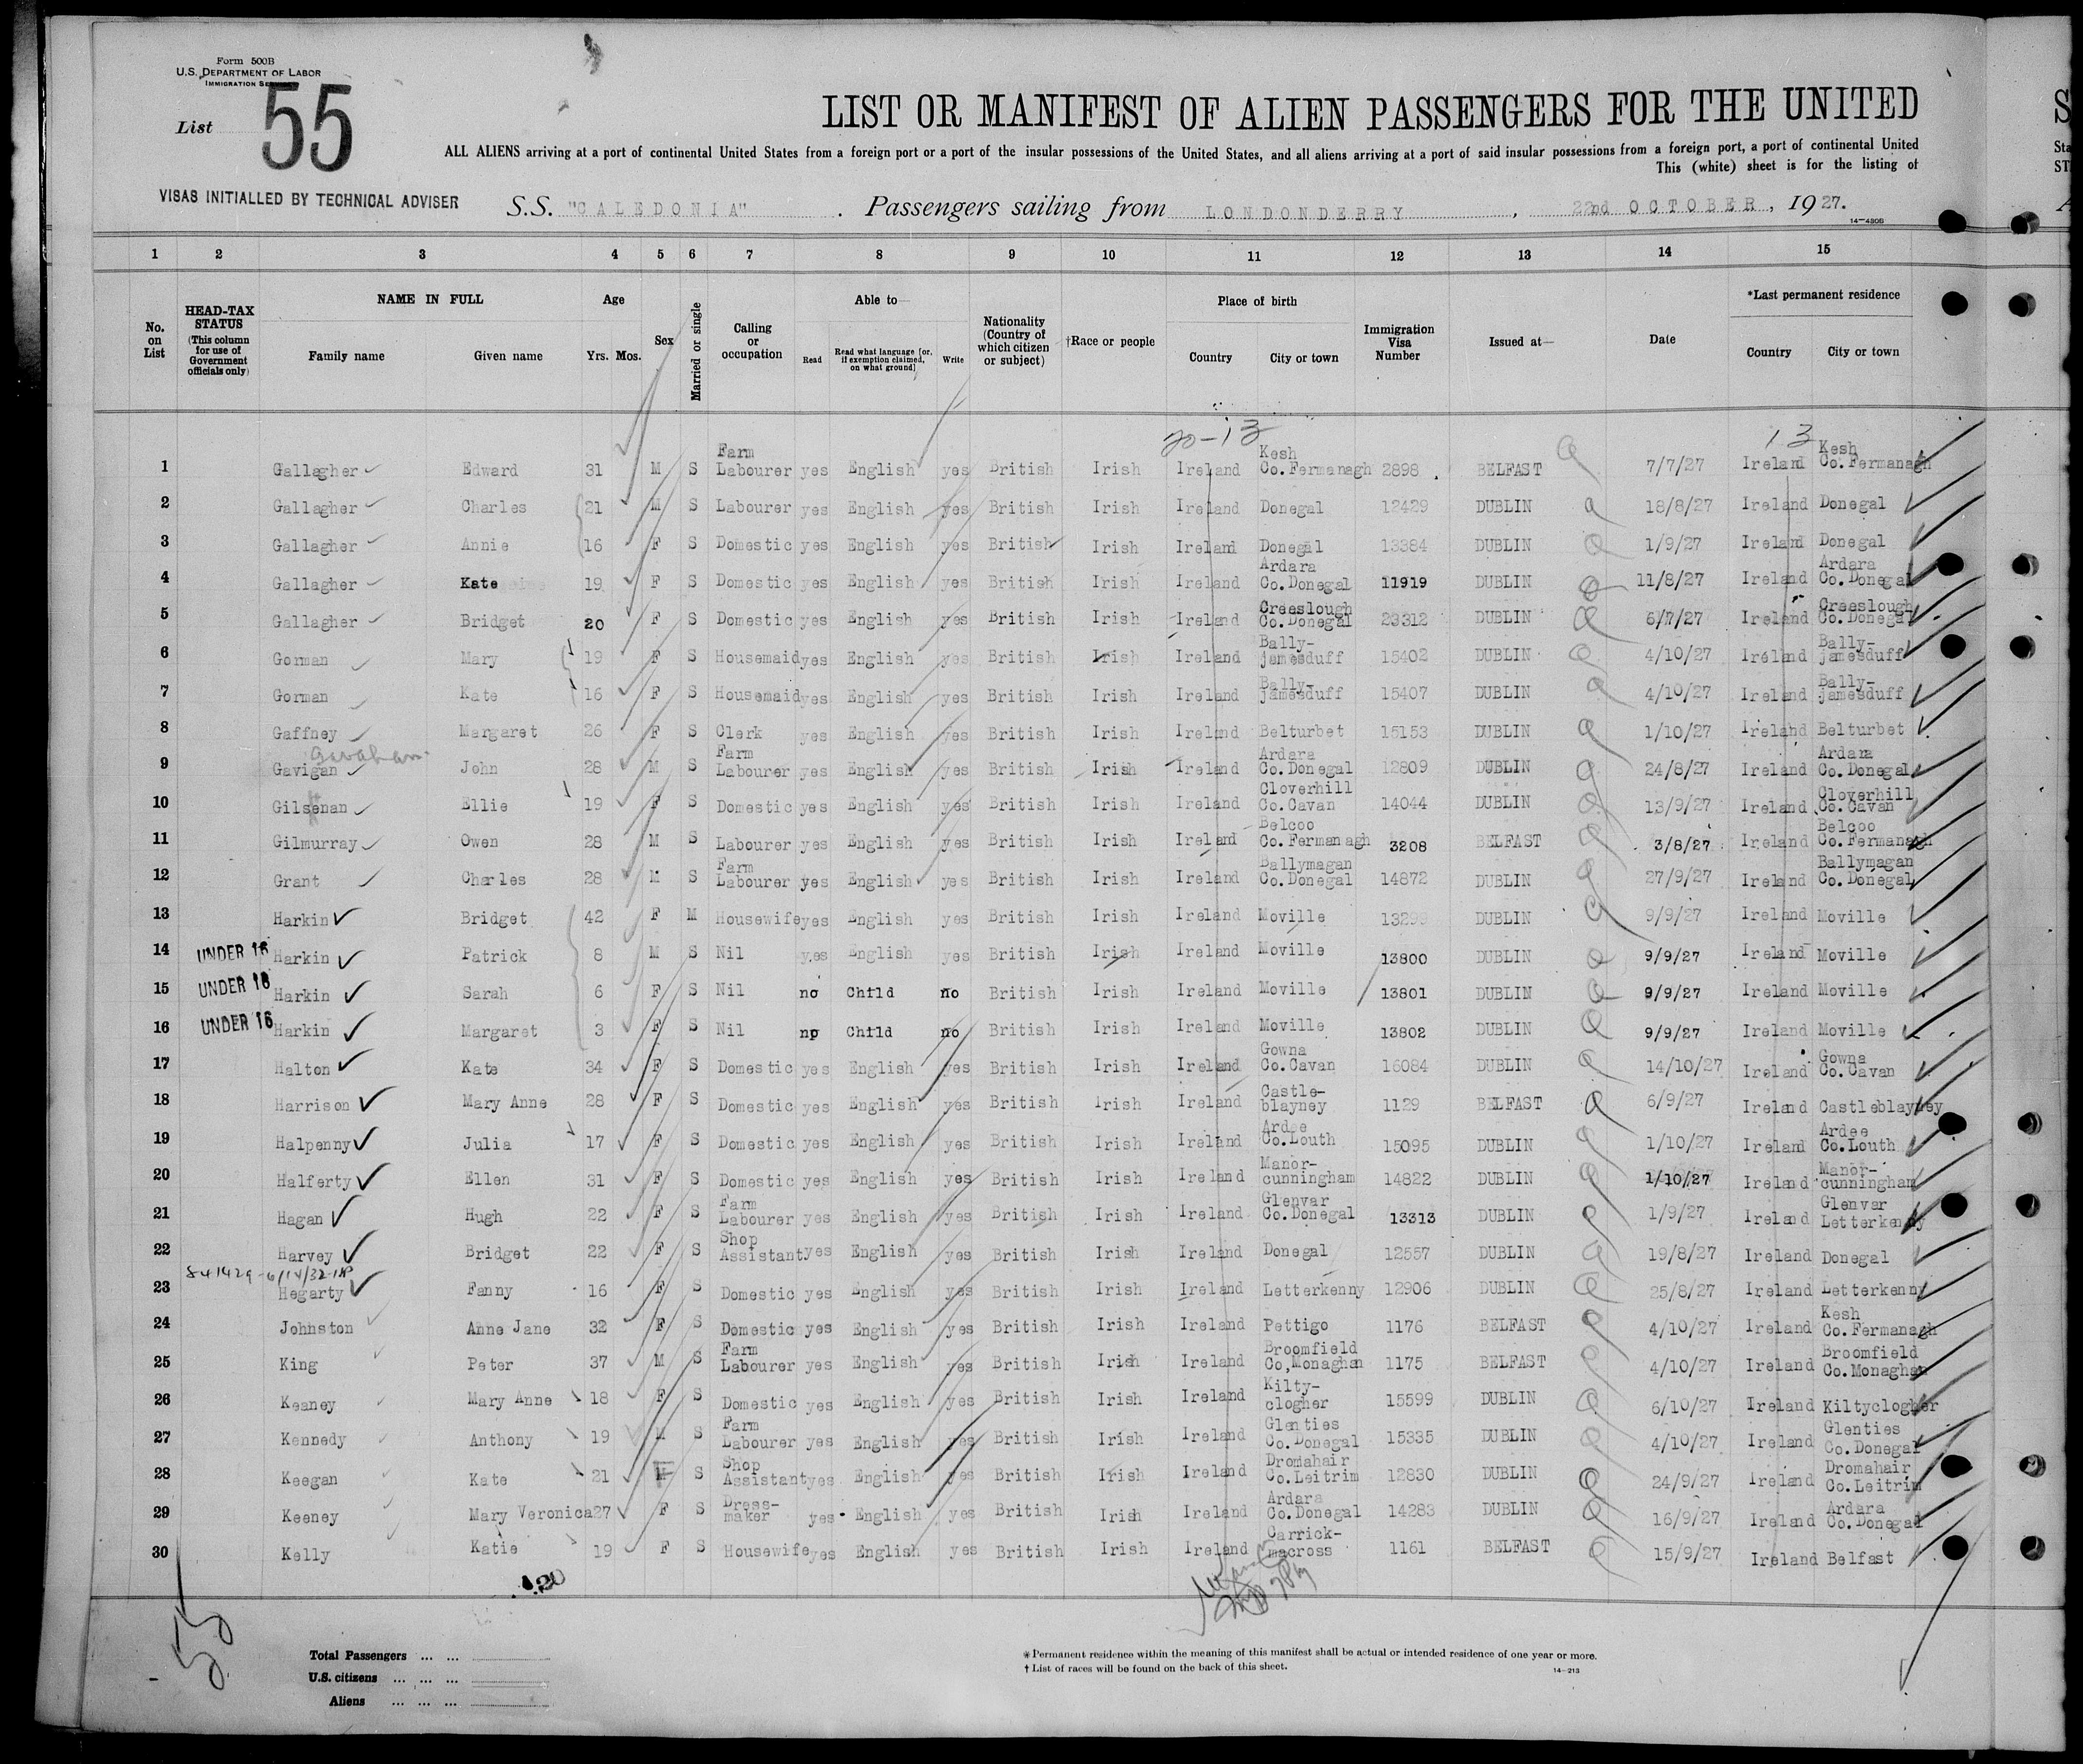 Form 500B
U.S. DEPARTMENT OF LABOR
IMMIGRATION
List 55
LIST OR MANIFEST OF ALIEN PASSENGERS FOR THE UNITED
ALL ALIENS arriving at a port of continental United States from a foreign port or a port of the insular possessions of the United States, and all aliens arriving at a port of said insular possessions from a foreign port, a port of continental United
This (white) sheet is for the listing of
VISAS INITIALLED BY TECHNICAL ADVISER
S.S. "CALEDONIA". Passengers sailing from LONDONDERRY, 22nd OCTOBER, 1927.
14-430B
1 2 3 4 5 6 7 8 9 10 11 12 13 14 15
No. on List
HEAD-TAX STATUS (This column for use of Government officials only)
NAME IN FULL
Family name Given name
Age
Yrs. Mos.
Sex
Married or single
Calling or occupation
Able to—
Read
Read what language [or, if exemption claimed, on what ground]
Write
Nationality (Country of which citizen or subject)
†Race or people
Place of birth
Country City or town
Immigration Visa Number
Issued at—
Date
*Last permanent residence
Country City or town
20-13 13
1 Gallagher Edward 31 M S Farm Labourer yes English yes British Irish Ireland Kesh Co.Fermanagh 2898 BELFAST 7/7/27 Ireland Kesh Co.Fermanagh
2 Gallagher Charles 21 M S Labourer yes English yes British Irish Ireland Donegal 12429 DUBLIN 18/8/27 Ireland Donegal
3 Gallagher Annie 16 F S Domestic yes English yes British Irish Ireland Donegal 13384 DUBLIN 1/9/27 Ireland Donegal
4 Gallagher Kate 19 F S Domestic yes English yes British Irish Ireland Ardara Co.Donegal 11919 DUBLIN 11/8/27 Ireland Ardara Co.Donegal
5 Gallagher Bridget 20 F S Domestic yes English yes British Irish Ireland Creeslough Co.Donegal 23312 DUBLIN 6/7/27 Ireland Creeslough Co.Donegal
6 Gorman Mary 19 F S Housemaid yes English yes British Irish Ireland Bally-jamesduff 15402 DUBLIN 4/10/27 Ireland Bally-jamesduff
7 Gorman Kate 16 F S Housemaid yes English yes British Irish Ireland Bally-jamesduff 15407 DUBLIN 4/10/27 Ireland Bally-jamesduff
8 Gaffney Margaret 26 F S Clerk yes English yes British Irish Ireland Belturbet 15153 DUBLIN 1/10/27 Ireland Belturbet
9 Gavigan John 28 M S Farm Labourer yes English yes British Irish Ireland Ardara Co.Donegal 12809 DUBLIN 24/8/27 Ireland Ardara Co.Donegal
10 Gilsenan Ellie 19 F S Domestic yes English yes British Irish Ireland Cloverhill Co.Cavan 14044 DUBLIN 13/9/27 Ireland Cloverhill Co.Cavan
11 Gilmurray Owen 28 M S Labourer yes English yes British Irish Ireland Belcoo Co.Fermanagh 3208 BELFAST 3/8/27 Ireland Belcoo Co.Fermanagh
12 Grant Charles 28 M S Farm Labourer yes English yes British Irish Ireland Ballymagan Co.Donegal 14872 DUBLIN 27/9/27 Ireland Ballymagan Co.Donegal
13 Harkin Bridget 42 F M Housewife yes English yes British Irish Ireland Moville DUBLIN 9/9/27 Ireland Moville
14 UNDER 16 Harkin Patrick 8 M S Nil yes English yes British Irish Ireland Moville 13800 DUBLIN 9/9/27 Ireland Moville
15 UNDER 16 Harkin Sarah 6 F S Nil no Child no British Irish Ireland Moville 13801 DUBLIN 9/9/27 Ireland Moville
16 UNDER 16 Harkin Margaret 3 F S Nil no Child no British Irish Ireland Moville 13802 DUBLIN 9/9/27 Ireland Moville
17 Halton Kate 34 F S Domestic yes English yes British Irish Ireland Gowna Co.Cavan 16084 DUBLIN 14/10/27 Ireland Gowna Co.Cavan
18 Harrison Mary Anne 28 F S Domestic yes English yes British Irish Ireland Castle-blayney 1129 BELFAST 6/9/27 Ireland Castleblayney
19 Halpenny Julia 17 F S Domestic yes English yes British Irish Ireland Ardee Co.Louth 15095 DUBLIN 1/10/27 Ireland Ardee Co.Louth
20 Halferty Ellen 31 F S Domestic yes English yes British Irish Ireland Manor-cunningham 14822 DUBLIN 1/10/27 Ireland Manor-cunningham
21 Hagan Hugh 22 F S Farm Labourer yes English yes British Irish Ireland Glenvar Co.Donegal 13313 DUBLIN 1/9/27 Ireland Glenvar Letterkenny
22 Harvey Bridget 22 F S Shop Assistant yes English yes British Irish Ireland Donegal 12557 DUBLIN 19/8/27 Ireland Donegal
23 Hegarty Fanny 16 F S Domestic yes English yes British Irish Ireland Letterkenny 12906 DUBLIN 25/8/27 Ireland Letterkenny
24 Johnston Anne Jane 32 F S Domestic yes English yes British Irish Ireland Pettigo 1176 BELFAST 4/10/27 Ireland Kesh Co.Fermanagh
25 King Peter 37 M S Farm Labourer yes English yes British Irish Ireland Broomfield Co,Monaghan 1175 BELFAST 4/10/27 Ireland Broomfield Co.Monaghan
26 Keaney Mary Anne 18 F S Domestic yes English yes British Irish Ireland Kilty-clogher 15599 DUBLIN 6/10/27 Ireland Kiltyclogher
27 Kennedy Anthony 19 M S Farm Labourer yes English yes British Irish Ireland Glenties Co.Donegal 15335 DUBLIN 4/10/27 Ireland Glenties Co.Donegal
28 Keegan Kate 21 S Shop Assistant yes English yes British Irish Ireland Dromahair Co.Leitrim 12830 DUBLIN 24/9/27 Ireland Dromahair Co.Leitrim
29 Keeney Mary Veronica 27 F S Dress-maker yes English yes British Irish Ireland Ardara Co.Donegal 14283 DUBLIN 16/9/27 Ireland Ardara Co.Donegal
30 Kelly Katie 19 F S Housewife yes English yes British Irish Ireland Carrick-macross 1161 BELFAST 15/9/27 Ireland Belfast
55
Total Passengers ... ...
U.S. citizens ... ... ...
Aliens ... ... ...
* Permanent residence within the meaning of this manifest shall be actual or intended residence of one year or more.
† List of races will be found on the back of this sheet.
14-213